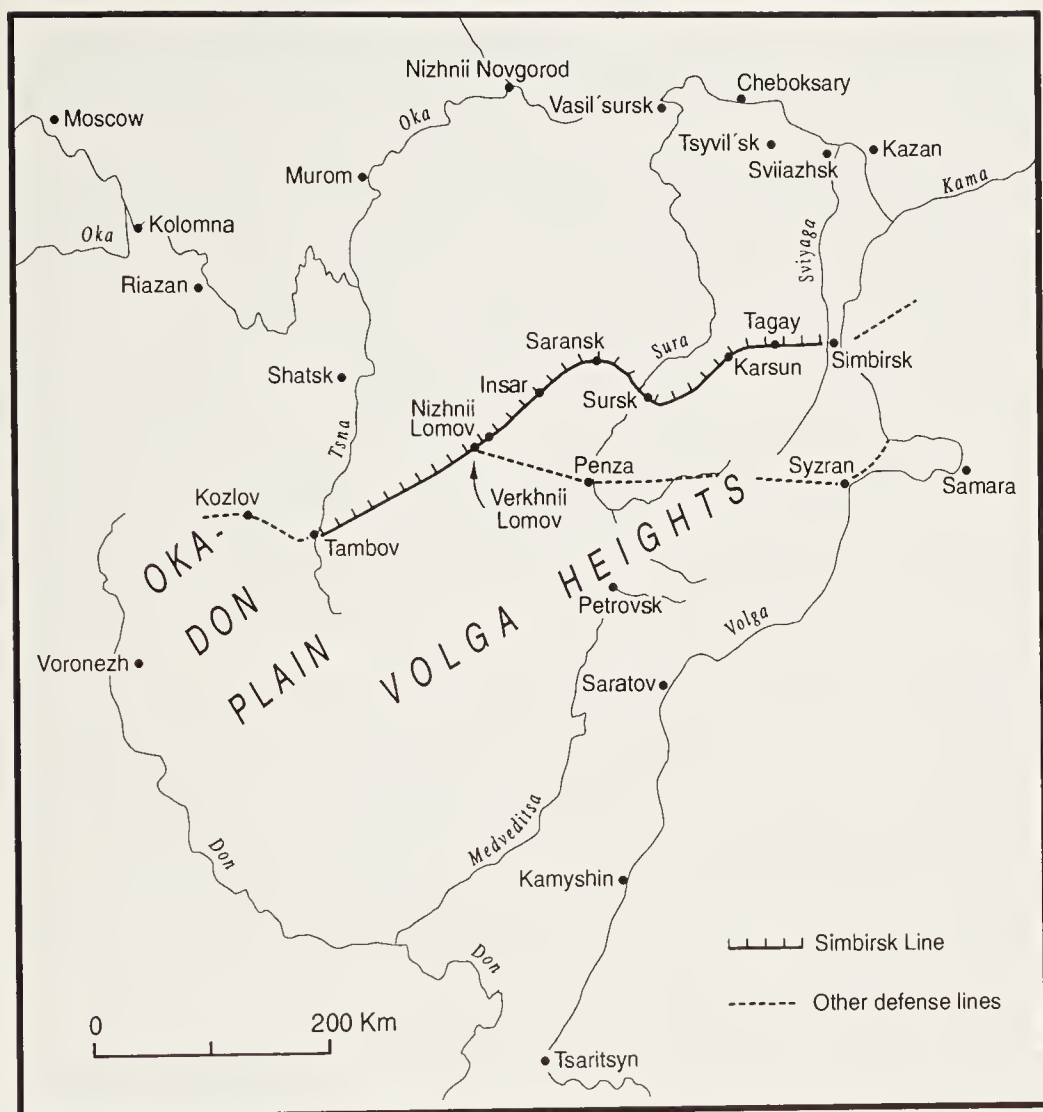 Nizhnii Novgorod
Cheboksary
Oka
Vasil´sursk
Moscow
Tsyvil´sk
Kazan
Sviiazhsk
Murom
Kama
Kolomna
Oka
Sviyaga
Riazan
Tagay
Saransk
Sura
Simbirsk
Karsun
Shatsk
Insar
Sursk
Nizhnii
Lomov
Tsna
Penza
Syzran
Samara
Kozlov
Verkhnii
Lomov
Tambov
OKA-
DON
PLAIN
VOLGA HEIGHTS
Petrovsk
Volga
Voronezh
Saratov
Medveditsa
Don
Kamyshin
Simbirsk Line
Don
Other defense lines
0 200 Km
Tsaritsyn